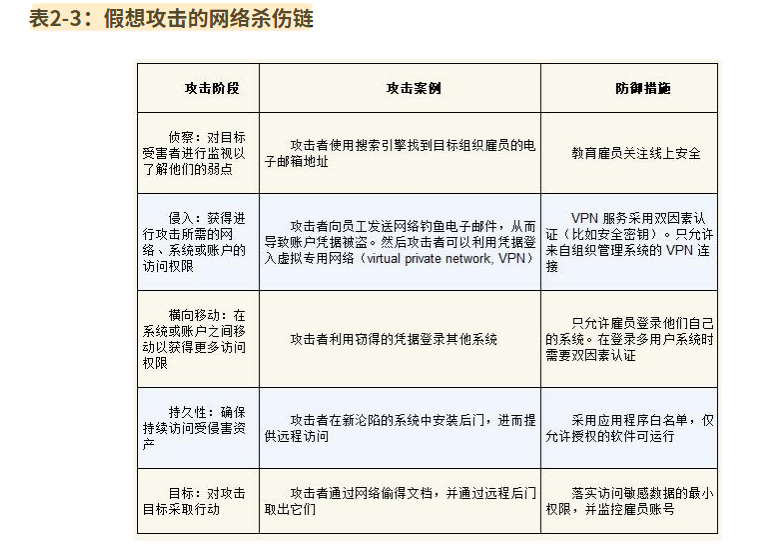 表2-3：假想攻击的网络杀伤链
攻击阶段
攻击案例
防御措施
侦察：对目标
受害者进行监视以
了解他们的弱点
攻击者使用搜索引擎找到目标组织雇员的电
子邮箱地址
教育雇员关注线上安全
侵入：获得进
行攻击所需的网
络、系统或账户的
访问权限
攻击者向员工发送网络钓鱼电子邮件，从而
导致账户凭据被盗。然后攻击者可以利用凭据登
入虚拟专用网络（virtual private network, VPN）
VPN 服务采用双因素认
证（比如安全密钥）。只允许
来自组织管理系统的 VPN 连
接
横向移动：在
系统或账户之间移
动以获得更多访问
权限
攻击者利用窃得的凭据登录其他系统
只允许雇员登录他们自己
的系统。在登录多用户系统时
需要双因素认证
持久性：确保
持续访问受侵害资
产
攻击者在新沦陷的系统中安装后门，进而提
供远程访问
采用应用程序白名单，仅
允许授权的软件可运行
目标：对攻击
目标采取行动
攻击者通过网络偷得文档，并通过远程后门
取出它们
落实访问敏感数据的最小
权限，并监控雇员账号